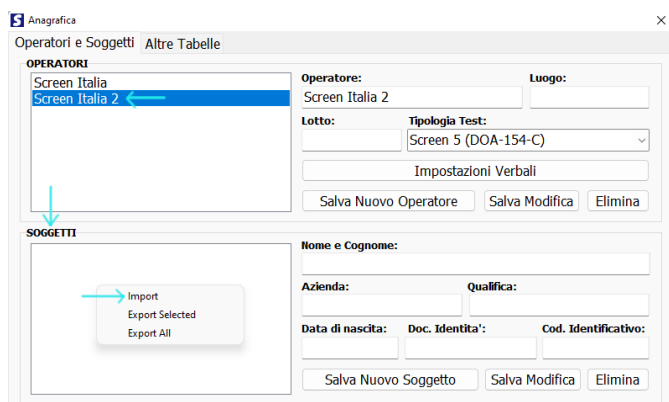 S Anagrafica
Operatori e Soggetti Altre Tabelle
OPERATORI
Screen Italia
Screen Italia 2
Operatore: Luogo:
Screen Italia 2
Lotto: Tipologia Test:
Screen 5 (DOA-154-C)
Impostazioni Verbali
Salva Nuovo Operatore Salva Modifica Elimina
SOGGETTI
Import
Export Selected
Export All
Nome e Cognome:
Azienda: Qualifica:
Data di nascita: Doc. Identita': Cod. Identificativo:
Salva Nuovo Soggetto Salva Modifica Elimina